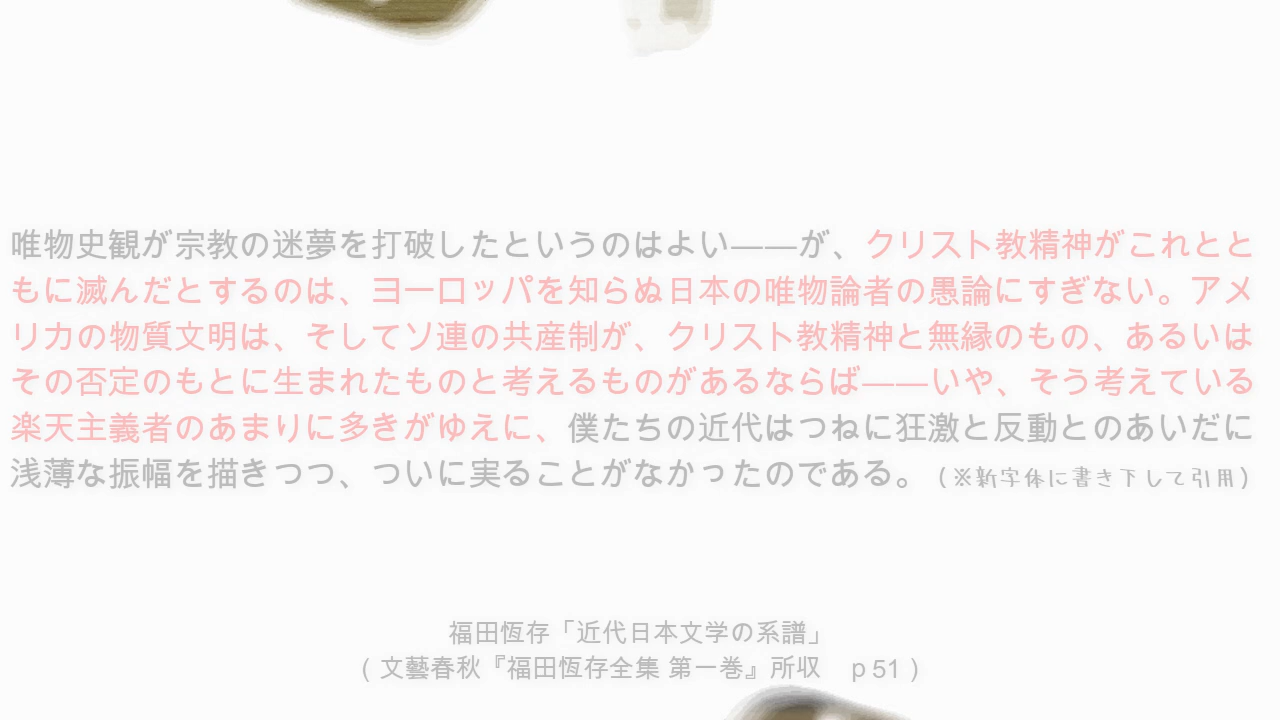 唯物史観が宗教の迷夢を打破したというのはよい――が、クリスト教精神がこれとと
もに滅んだとするのは、ヨーロッパを知らぬ日本の唯物論者の愚論にすぎない。アメ
リカの物質文明は、そしてソ連の共産制が、クリスト教精神と無縁のもの、あるいは
その否定のもとに生まれたものと考えるものがあるならば――いや、そう考えている
楽天主義者のあまりに多きがゆえに、僕たちの近代はつねに狂激と反動とのあいだに
浅薄な振幅を描きつつ、ついに実ることがなかったのである。(※新字体に書き下して引用)
福田恆存「近代日本文学の系譜」
(文藝春秋『福田恆存全集 第一巻』所収 p51)